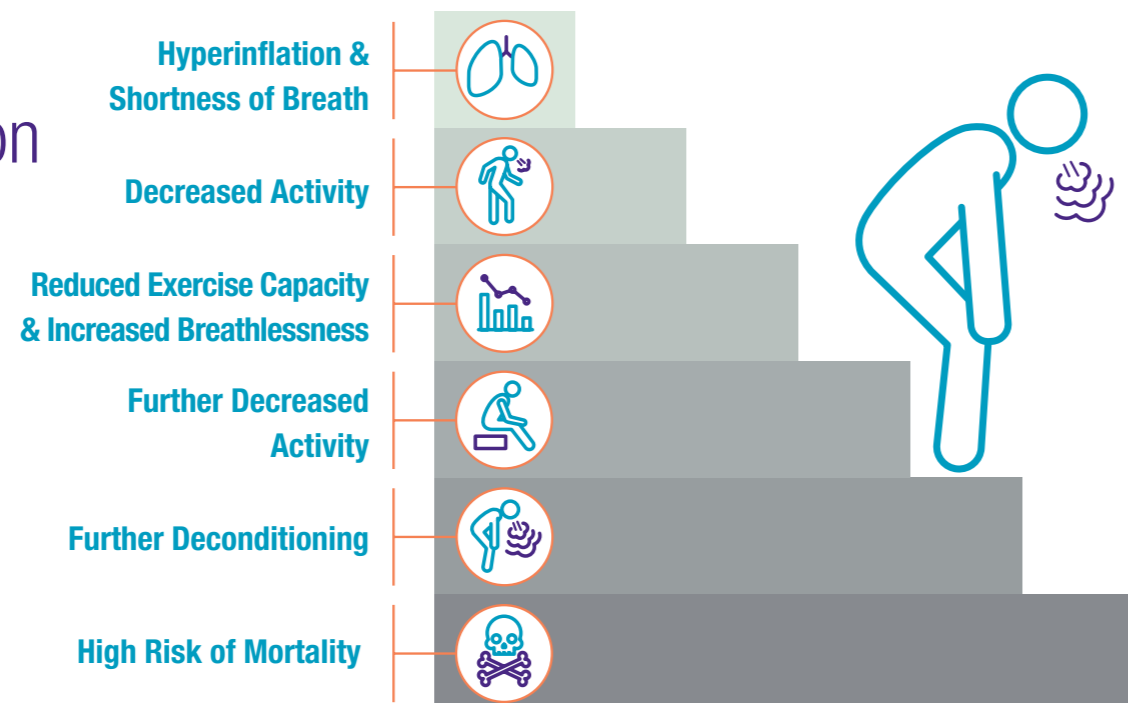 Hyperinflation &
Shortness of Breath
on
Decreased Activity
Reduced Exercise Capacity
& Increased Breathlessness
Further Decreased
Activity
Further Deconditioning
High Risk of Mortality